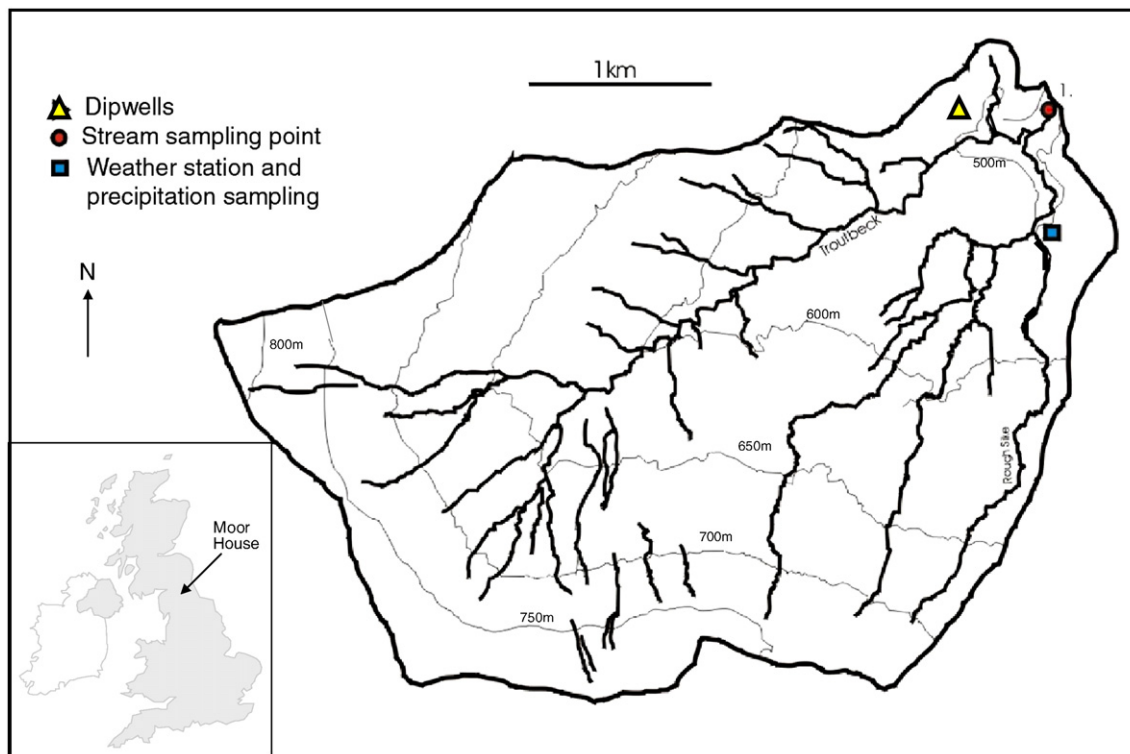 1km
1.
Dipwells
Stream sampling point
Weather station and
precipitation sampling
500m
Troutbeck
N
600m
800m
650m
Rough Sike
Moor
House
700m
750m